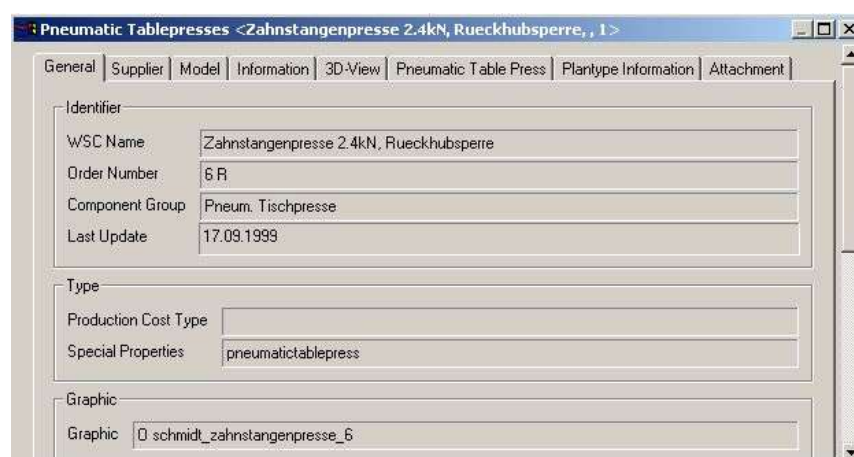 Pneumatic Tablepresses <Zahnstangenpresse 2.4kN, Rueckhubsperre, , 1>
General Supplier Model Information 3D-View Pneumatic Table Press Plantype Information Attachment
Identifier
WSC Name Zahnstangenpresse 2.4kN, Rueckhubsperre
Order Number 6 R
Component Group Pneum. Tischpresse
Last Update 17.09.1999
Type
Production Cost Type
Special Properties pneumatictablepress
Graphic
Graphic O schmidt_zahnstangenpresse_6